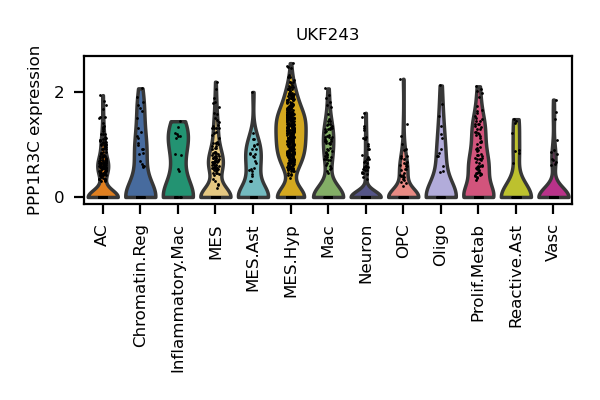 UKF243
PPP1R3C expression
2
0
AC
Chromatin.Reg
Inflammatory.Mac
MES
MES.Ast
MES.Hyp
Mac
Neuron
OPC
Oligo
Prolif.Metab
Reactive.Ast
Vasc